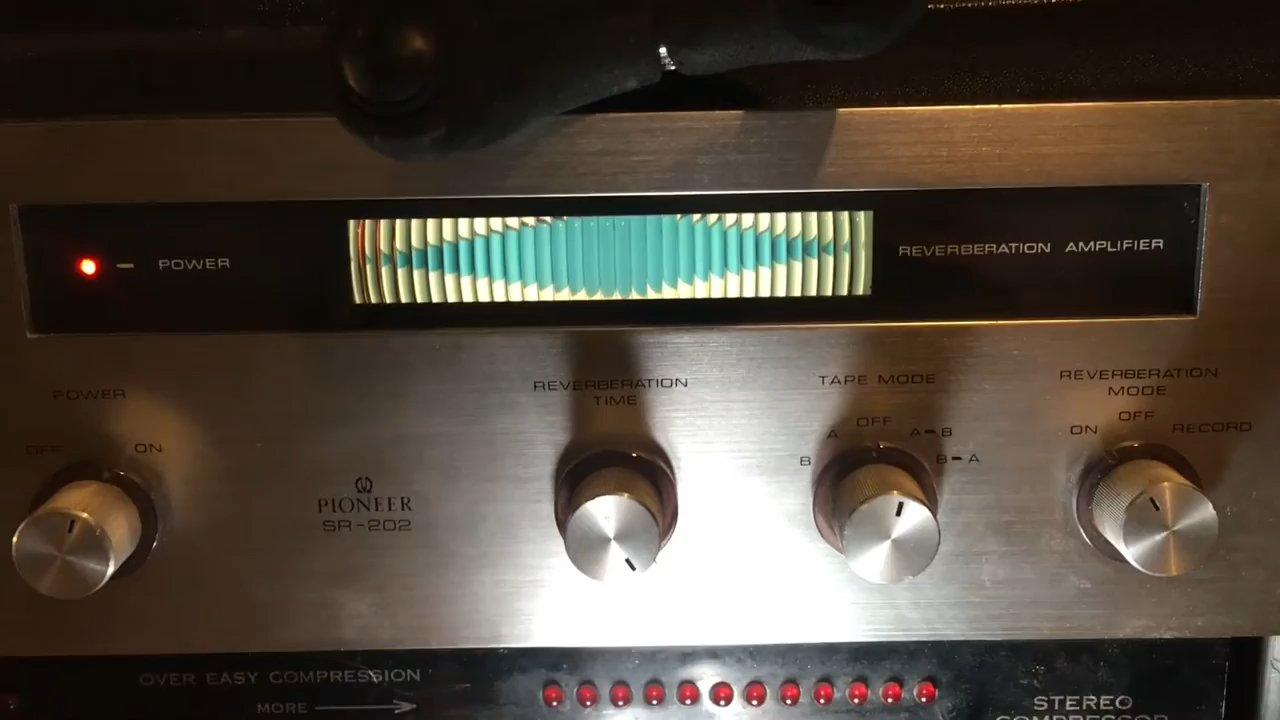 POWER
REVERBERATION AMPLIFIER
POWER
OFF
ON
PIONEER
SR-202
REVERBERATION
TIME
TAPE MODE
B
A
OFF
A-B
B-A
REVERBERATION
MODE
ON
OFF
RECORD
OVER EASY COMPRESSION
MORE
STEREO
COMPRESSOR